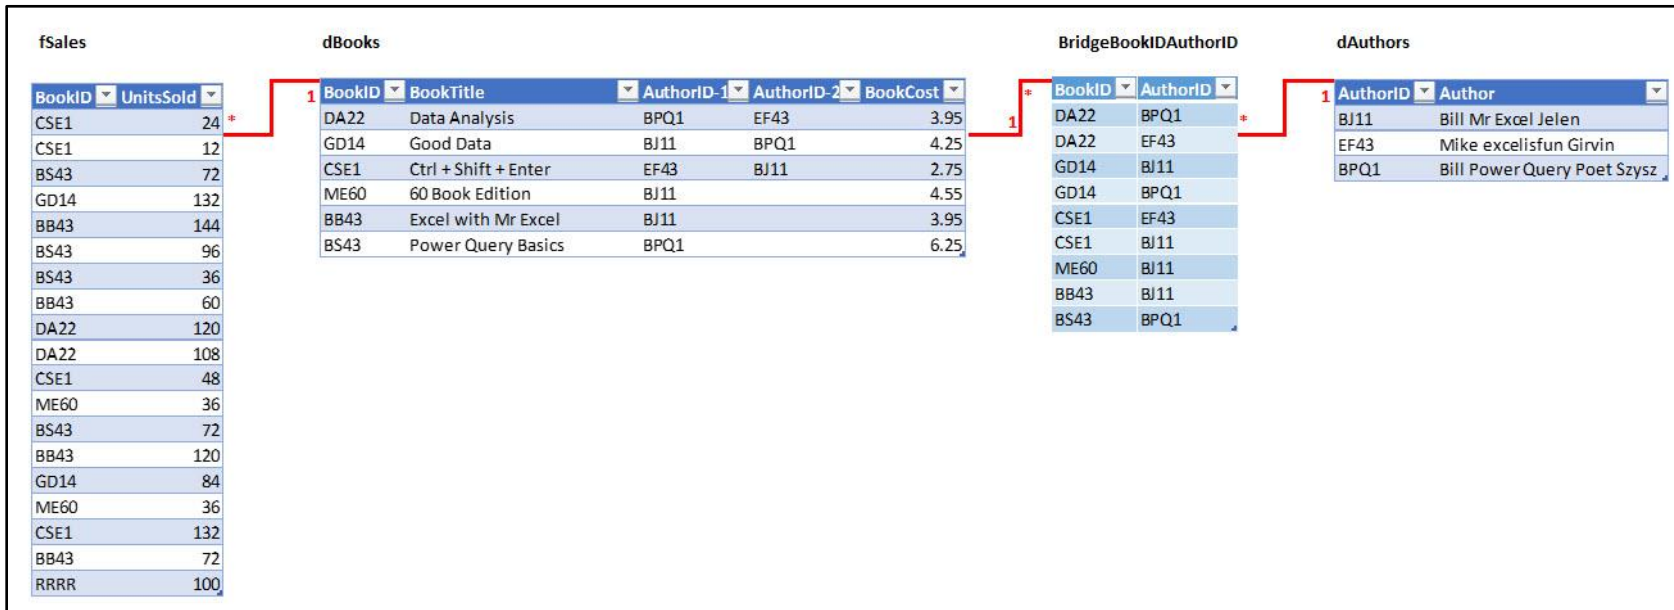 fSales
BookID UnitsSold
CSE1 24 *
CSE1 12
BS43 72
GD14 132
BB43 144
BS43 96
BS43 36
BB43 60
DA22 120
DA22 108
CSE1 48
ME60 36
BS43 72
BB43 120
GD14 84
ME60 36
CSE1 132
BB43 72
RRRR 100
dBooks
1 BookID BookTitle AuthorID-1 AuthorID-2 BookCost
DA22 Data Analysis BPQ1 EF43 3.95
GD14 Good Data BJ11 BPQ1 4.25 1
CSE1 Ctrl + Shift + Enter EF43 BJ11 2.75
ME60 60 Book Edition BJ11 4.55
BB43 Excel with Mr Excel BJ11 3.95
BS43 Power Query Basics BPQ1 6.25
BridgeBookIDAuthorID
* BookID AuthorID
DA22 BPQ1 *
DA22 EF43
GD14 BJ11
GD14 BPQ1
CSE1 EF43
CSE1 BJ11
ME60 BJ11
BB43 BJ11
BS43 BPQ1
dAuthors
1 AuthorID Author
BJ11 Bill Mr Excel Jelen
EF43 Mike excelisfun Girvin
BPQ1 Bill Power Query Poet Szysz